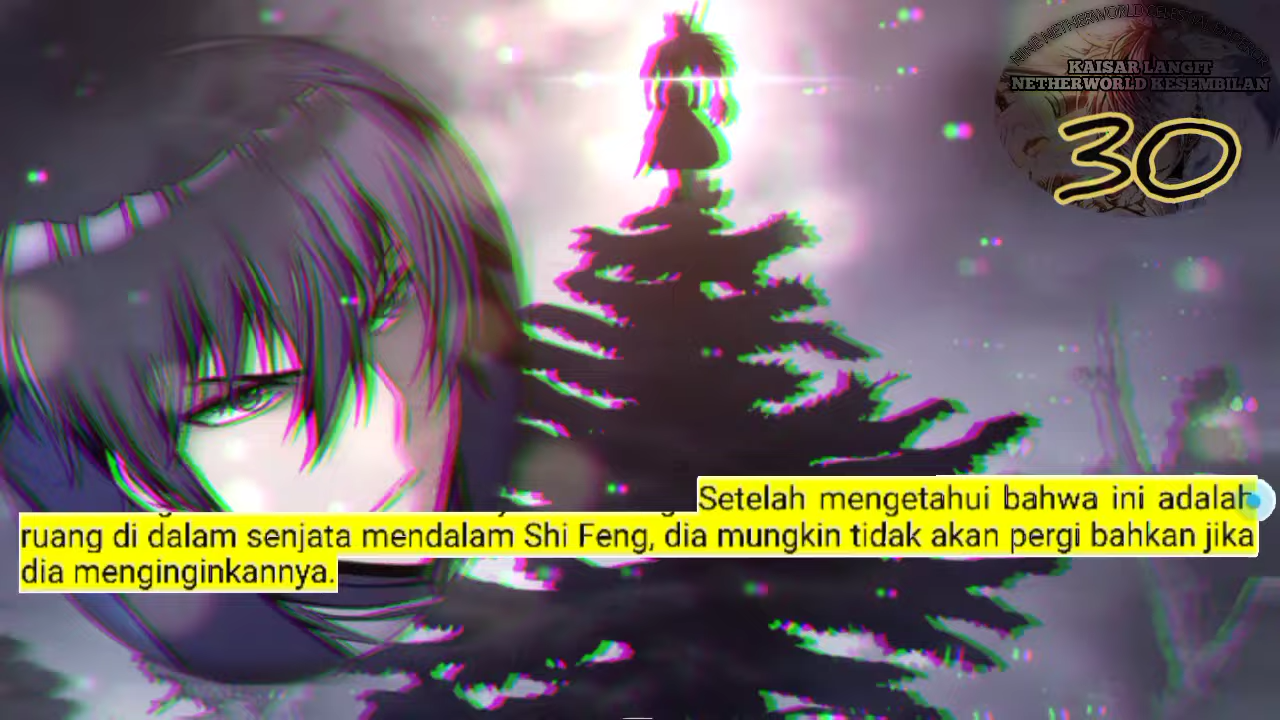 KAISAR LANGIT
NETHERWORLD KESEMBILAN
30
Setelah mengetahui bahwa ini adalah
ruang di dalam senjata mendalam Shi Feng, dia mungkin tidak akan pergi bahkan jika
dia menginginkannya.